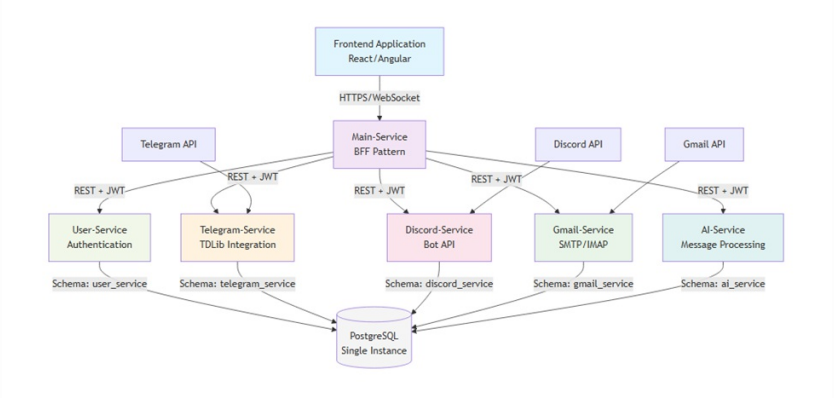 Frontend Application
React/Angular
HTTPS/WebSocket
Telegram API
Main-Service
BFF Pattern
Discord API
Gmail API
REST + JWT
REST + JWT
REST + JWT
REST + JWT
REST + JWT
User-Service
Authentication
Telegram-Service
TDLib Integration
Discord-Service
Bot API
Gmail-Service
SMTP/IMAP
AI-Service
Message Processing
Schema: user_service
Schema: telegram_service
Schema: discord_service
Schema: gmail_service
Schema: ai_service
PostgreSQL
Single Instance